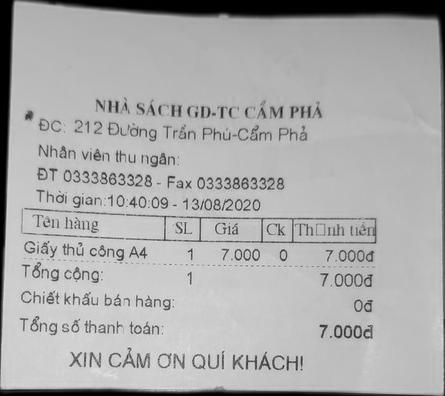 NHÀ SÁCH GD-TC CẨM PHẢ
ĐC: 212 Đường Trần Phú-Cẩm Phả
Nhân viên thu ngân:
ĐT 0333863328 - Fax 0333863328
Thời gian:10:40:09 - 13/08/2020
Tên hàng SL Giá Ck Th□nh tiền
Giấy thủ công A4 1 7.000 0 7.000đ
Tổng cộng: 1 7.000đ
Chiết khấu bán hàng: 0đ
Tổng số thanh toán: 7.000đ
XIN CẢM ƠN QUÍ KHÁCH!